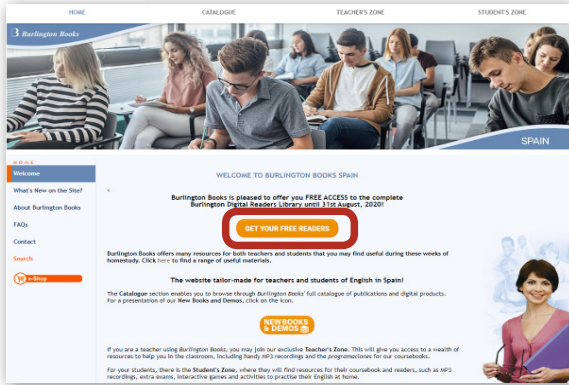 HOME CATALOGUE TEACHER'S ZONE STUDENT'S ZONE
B Burlington Books
SPAIN
HOME
Welcome
What's New on the Site?
About Burlington Books
FAQs
Contact
Search
e-Shop
WELCOME TO BURLINGTON BOOKS SPAIN
<
Burlington Books is pleased to offer you FREE ACCESS to the complete
Burlington Digital Readers Library until 31st August, 2020!
GET YOUR FREE READERS
Burlington Books offers many resources for both teachers and students that you may find useful during these weeks of
homestudy. Click here to find a range of useful materials.
The website tailor-made for teachers and students of English in Spain!
The Catalogue section enables you to browse through Burlington Books' full catalogue of publications and digital products.
For a presentation of our New Books and Demos, click on the icon.
NEW BOOKS
& DEMOS
If you are a teacher using Burlington Books, you may join our exclusive Teacher's Zone. This will give you access to a wealth of
resources to help you in the classroom, including handy MP3 recordings and the programaciones for our coursebooks.
For your students, there is the Student's Zone, where they will find resources for their coursebook and readers, such as MP3
recordings, extra exams, interactive games and activities to practise their English at home.